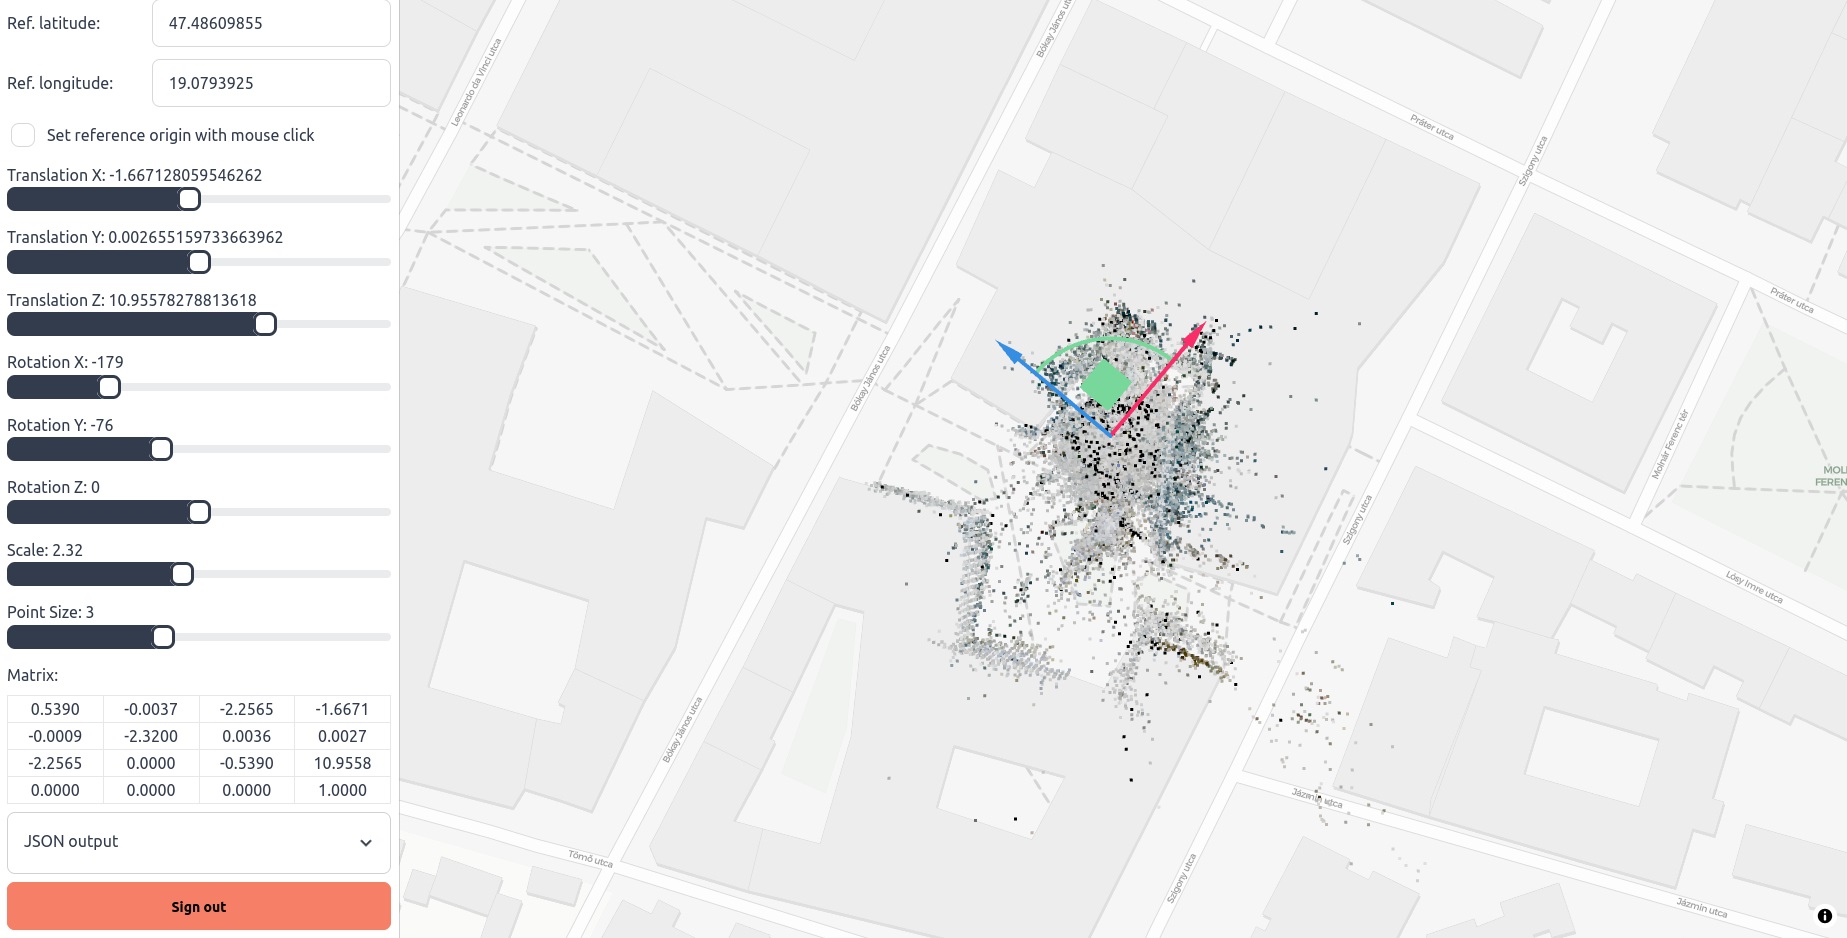 Ref. latitude:
47.48609855
Ref. longitude:
19.0793925
Set reference origin with mouse click
Translation X: -1.667128059546262
Translation Y: 0.002655159733663962
Translation Z: 10.95578278813618
Rotation X: -179
Rotation Y: -76
Rotation Z: 0
Scale: 2.32
Point Size: 3
Matrix:
0.5390 -0.0037 -2.2565 -1.6671
-0.0009 -2.3200 0.0036 0.0027
-2.2565 0.0000 -0.5390 10.9558
0.0000 0.0000 0.0000 1.0000
JSON output
Sign out
Leonardo da Vinci utca
Bókay János utca
Práter utca
Szigony utca
Práter utca
Bókay János utca
Molnár Ferenc tér
MOL
FEREN
Szigony utca
Lósy Imre utca
Bókay János utca
Jázmin utca
Tömő utca
Szigony utca
Jázmin utca